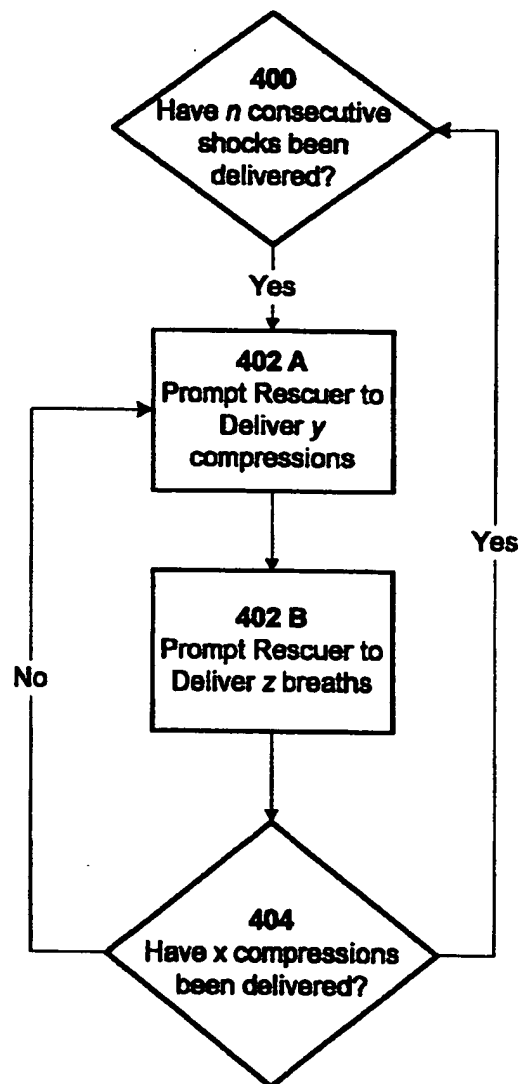 400
Have n consecutive
shocks been
delivered?
Yes
402 A
Prompt Rescuer to
Deliver y
compressions
Yes
402 B
Prompt Rescuer to
Deliver z breaths
No
404
Have x compressions
been delivered?